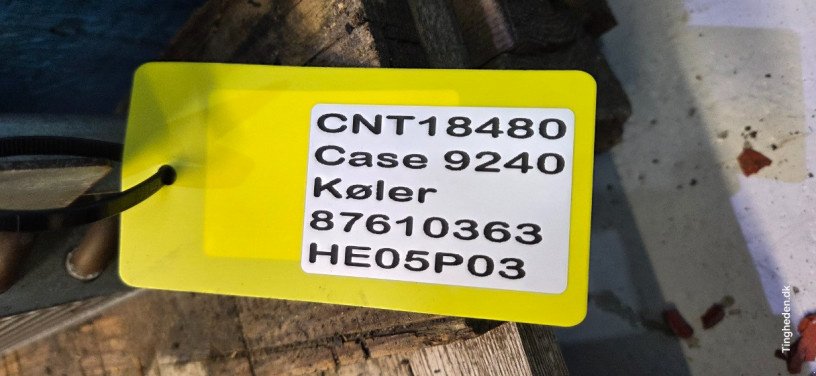 CNT18480
Case 9240
Køler
87610363
HE05P03
Tingheden.dk